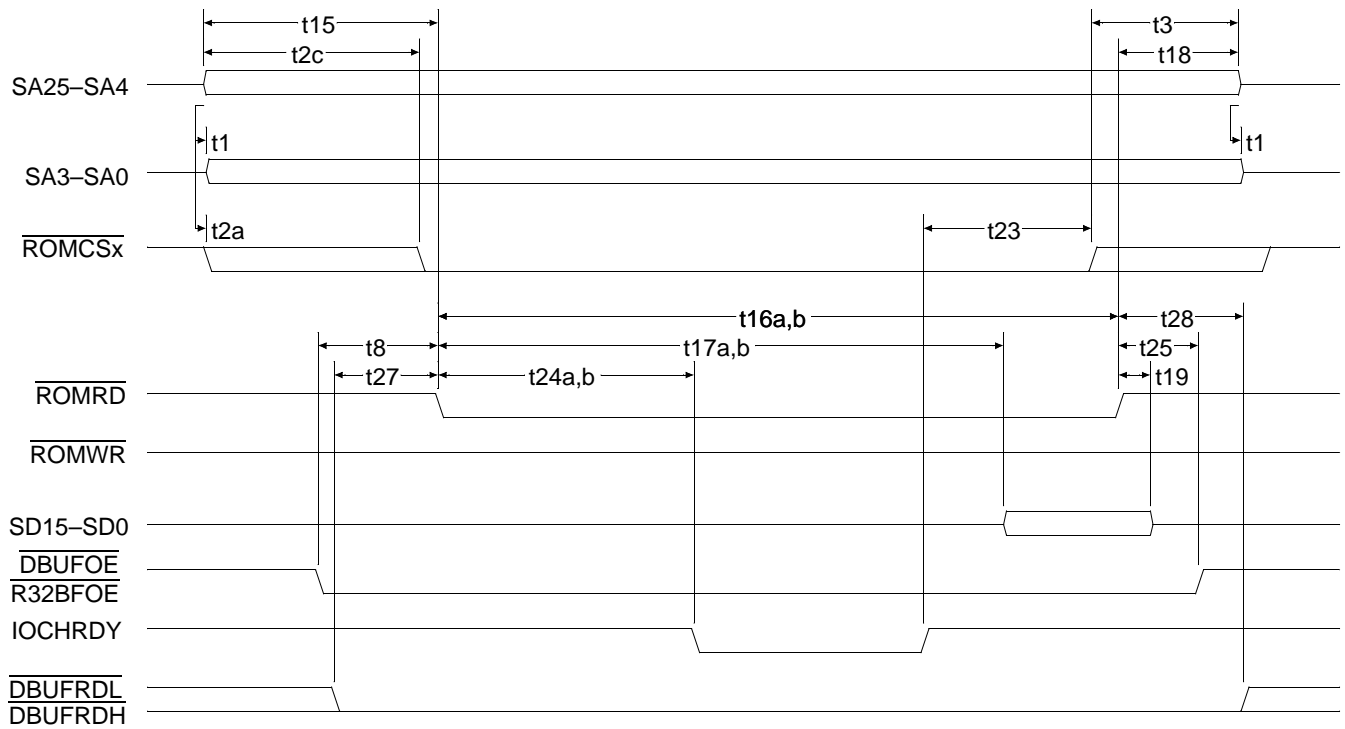 t15
t3
t2c
t18
SA25–SA4
t1
t1
SA3–SA0
t2a
t23
ROMCSx
t16a,b
t28
t8
t17a,b
t25
t27
t24a,b
t19
ROMRD
ROMWR
SD15–SD0
DBUFOE
R32BFOE
IOCHRDY
DBUFRDL
DBUFRDH